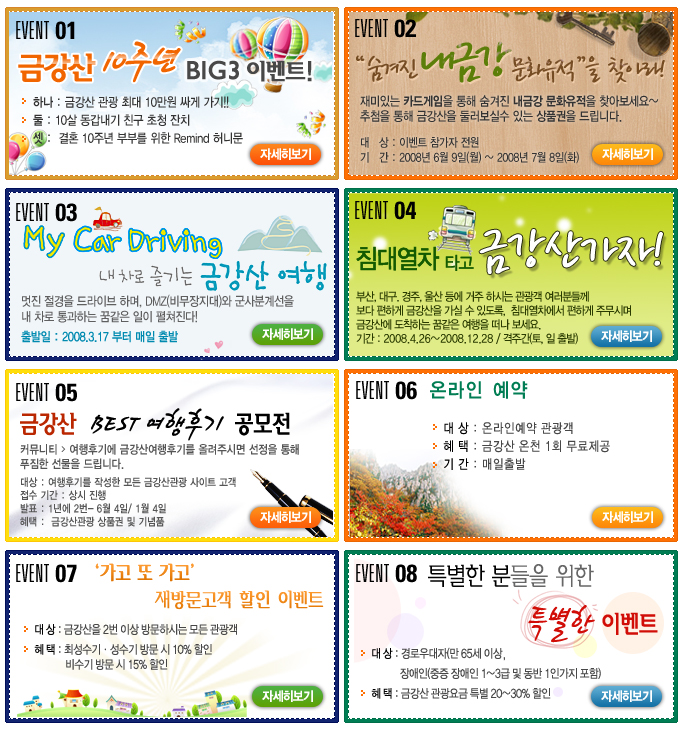 EVENT 01
금강산 10주년 BIG3 이벤트!
하나 : 금강산 관광 최대 10만원 싸게 가기!!
둘 : 10살 동갑내기 친구 초청 잔치
셋 : 결혼 10주년 부부를 위한 Remind 허니문
자세히보기
EVENT 02
"숨겨진 내금강 문화유적"을 찾아라!
재미있는 카드게임을 통해 숨겨진 내금강 문화유적을 찾아보세요~
추첨을 통해 금강산을 둘러보실수 있는 상품권을 드립니다.
대 상 : 이벤트 참가자 전원
기 간 : 2008년 6월 9일(월) ~ 2008년 7월 8일(화)
자세히보기
EVENT 03
My Car Driving
내 차로 즐기는 금강산 여행
멋진 절경을 드라이브 하며, DMZ(비무장지대)와 군사분계선을
내 차로 통과하는 꿈같은 일이 펼쳐진다!
출발일 : 2008.3.17 부터 매일 출발
자세히보기
EVENT 04
침대열차 타고 금강산가자!
부산, 대구, 경주, 울산 등에 거주 하시는 관광객 여러분들께
보다 편하게 금강산을 가실 수 있도록, 침대열차에서 편하게 주무시며
금강산에 도착하는 꿈같은 여행을 떠나 보세요.
기간 : 2008.4.26~2008.12.28 / 격주간(토, 일 출발)
자세히보기
EVENT 05
금강산 BEST 여행후기 공모전
커뮤니티 > 여행후기에 금강산여행후기를 올려주시면 선정을 통해
푸짐한 선물을 드립니다.
대상 : 여행후기를 작성한 모든 금강산관광 사이트 고객
접수 기간 : 상시 진행
발표 : 1년에 2번- 6월 4일/ 1월 4일
혜택 : 금강산관광 상품권 및 기념품
자세히보기
EVENT 06 온라인 예약
대 상 : 온라인예약 관광객
혜 택 : 금강산 온천 1회 무료제공
기 간 : 매일출발
자세히보기
EVENT 07 '가고 또 가고'
재방문고객 할인 이벤트
대 상 : 금강산을 2번 이상 방문하시는 모든 관광객
혜 택 : 최성수기 · 성수기 방문 시 10% 할인
비수기 방문 시 15% 할인
자세히보기
EVENT 08 특별한 분들을 위한
특별한 이벤트
대 상 : 경로우대자(만 65세 이상,
장애인(중증 장애인 1~3급 및 동반 1인가지 포함)
혜 택 : 금강산 관광요금 특별 20~30% 할인
자세히보기